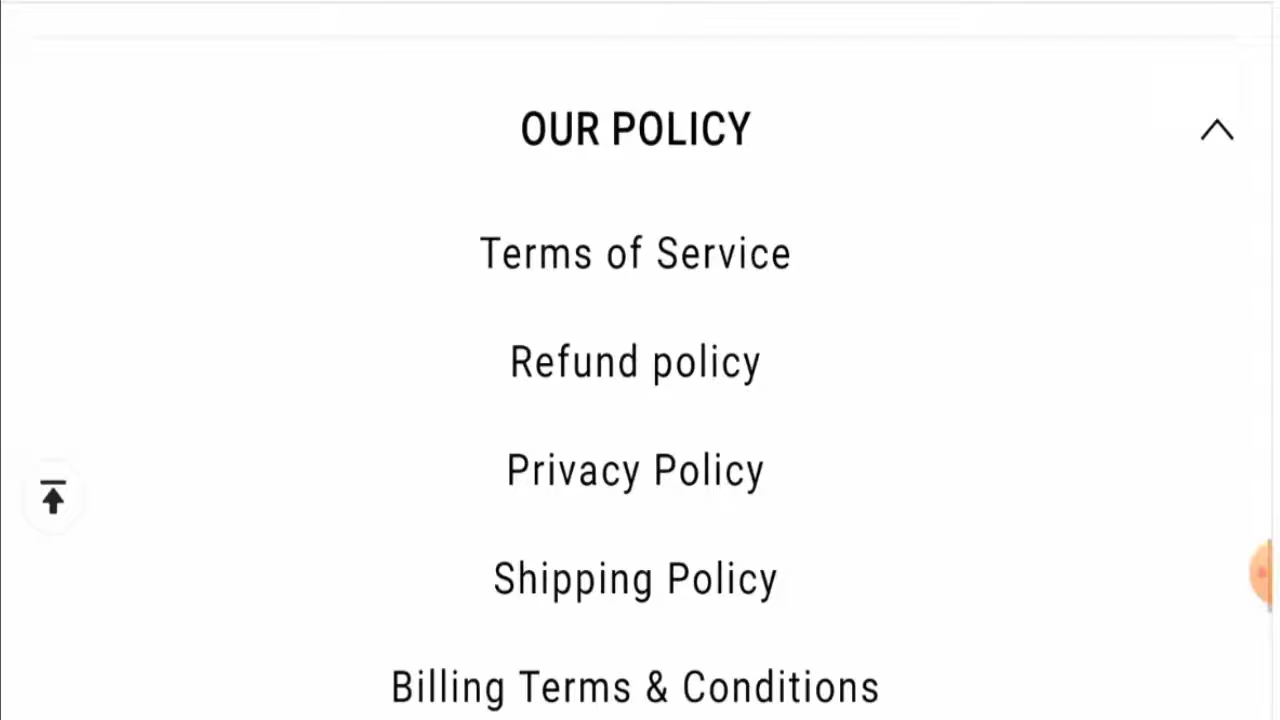 OUR POLICY
Terms of Service
Refund policy
Privacy Policy
Shipping Policy
Billing Terms & Conditions